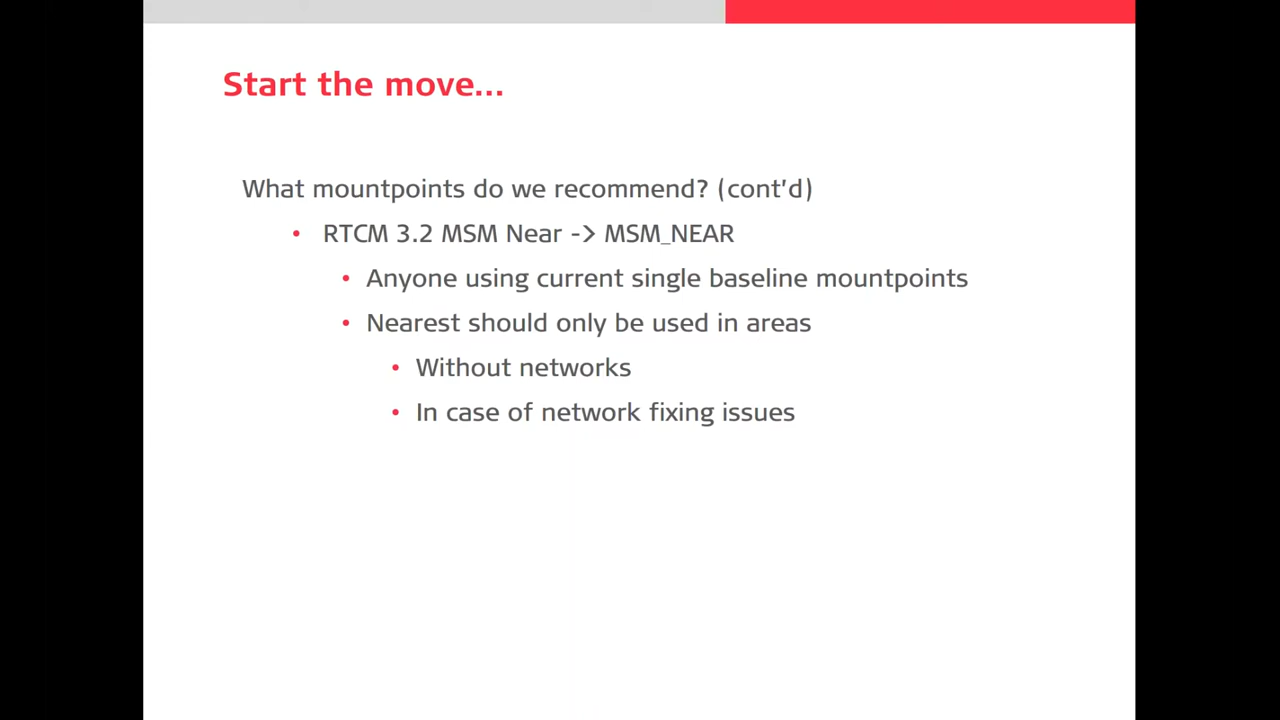 Start the move...
What mountpoints do we recommend? (cont'd)
• RTCM 3.2 MSM Near -> MSM_NEAR
• Anyone using current single baseline mountpoints
• Nearest should only be used in areas
• Without networks
• In case of network fixing issues